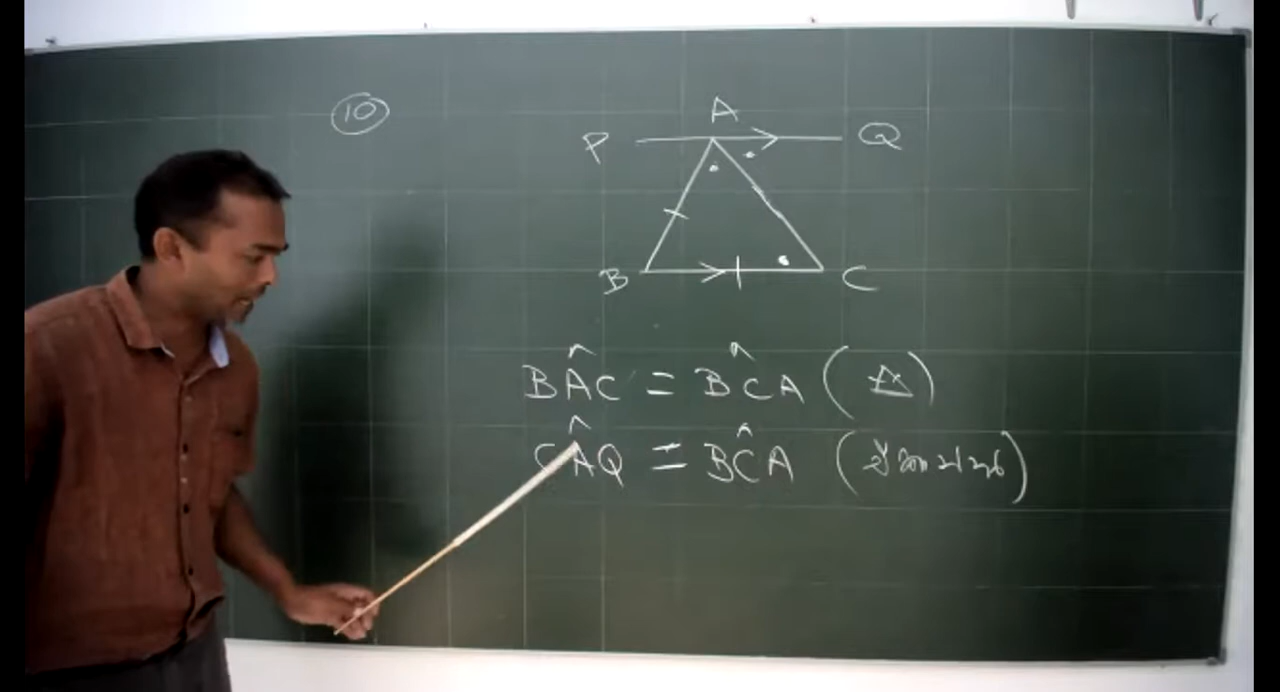 10
A
P Q
B C
BÂC = BĈA (△)
CÂQ = BĈA